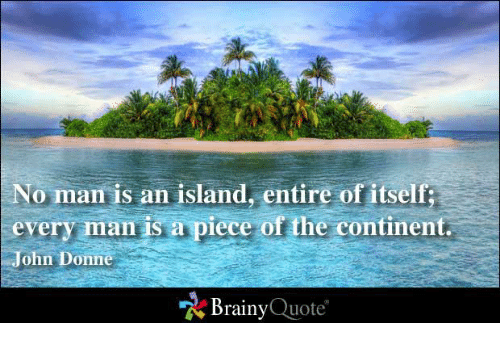 No man is an island, entire of itself;
every man is a piece of the continent.
John Donne
BrainyQuote®